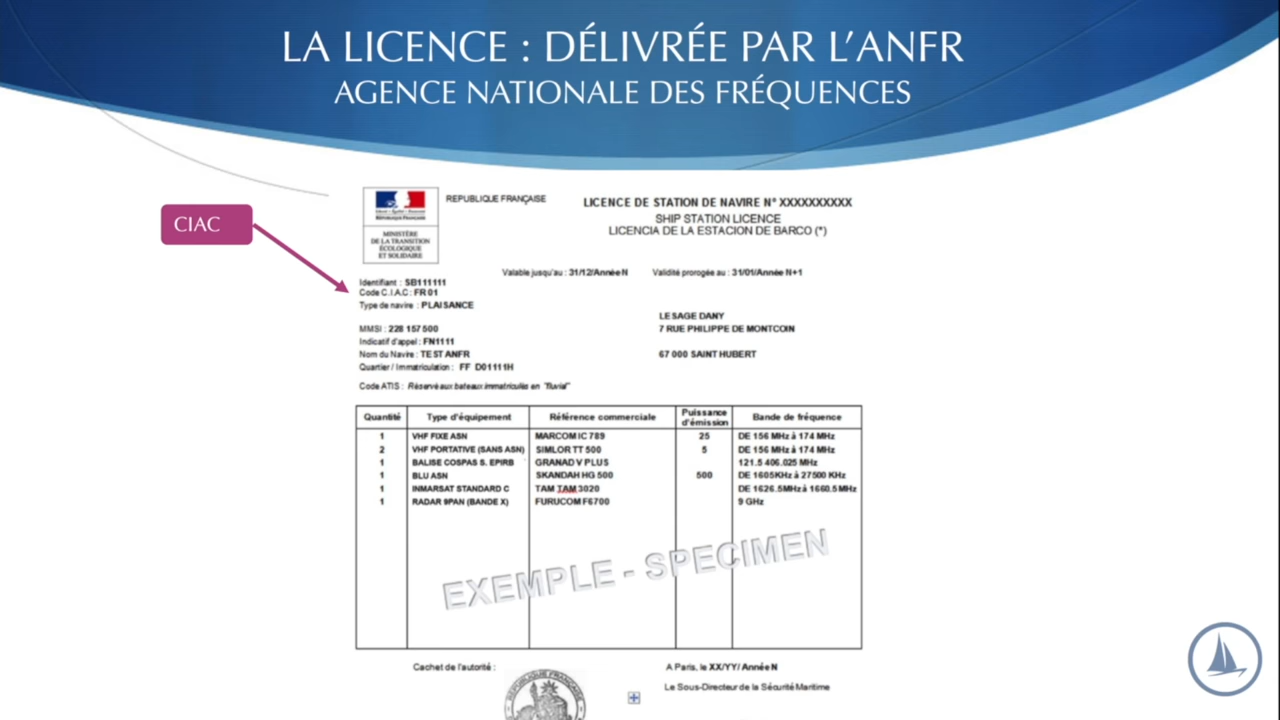 LA LICENCE : DÉLIVRÉE PAR L'ANFR
AGENCE NATIONALE DES FRÉQUENCES
CIAC
REPUBLIQUE FRANÇAISE
RÉPUBLIQUE FRANÇAISE
MINISTÈRE
DE LA TRANSITION
ÉCOLOGIQUE
ET SOLIDAIRE
LICENCE DE STATION DE NAVIRE N° XXXXXXXXXX
SHIP STATION LICENCE
LICENCIA DE LA ESTACION DE BARCO (*)
Valable jusqu'au : 31/12/Année N Validité prorogée au : 31/01/Année N+1
Identifiant : SB111111
Code C.I.A.C : FR 01
Type de navire : PLAISANCE
LESAGE DANY
MMSI : 228 157 500 7 RUE PHILIPPE DE MONTCOIN
Indicatif d'appel : FN1111
Nom du Navire : TEST ANFR 67 000 SAINT HUBERT
Quartier / Immatriculation : FF D01111H
Code ATIS : Réservé aux bateaux immatriculés en "fluvial"
Quantité Type d'équipement Référence commerciale Puissance d'émission Bande de fréquence
1 VHF FIXE ASN MARCOM IC 789 25 DE 156 MHz à 174 MHz
2 VHF PORTATIVE (SANS ASN) SIMLOR TT 500 5 DE 156 MHz à 174 MHz
1 BALISE COSPAS S. EPIRB GRANAD V PLUS 121.5 406.025 MHz
1 BLU ASN SKANDAH HG 500 500 DE 1605KHz à 27500 KHz
1 INMARSAT STANDARD C TAM TAM 3020 DE 1626.5MHz à 1660.5 MHz
1 RADAR 9PAN (BANDE X) FURUCOM F6700 9 GHz
EXEMPLE - SPECIMEN
Cachet de l'autorité : A Paris, le XX/YY/ Année N
Le Sous-Directeur de la Sécurité Maritime
REPUBLIQUE FRANÇAISE